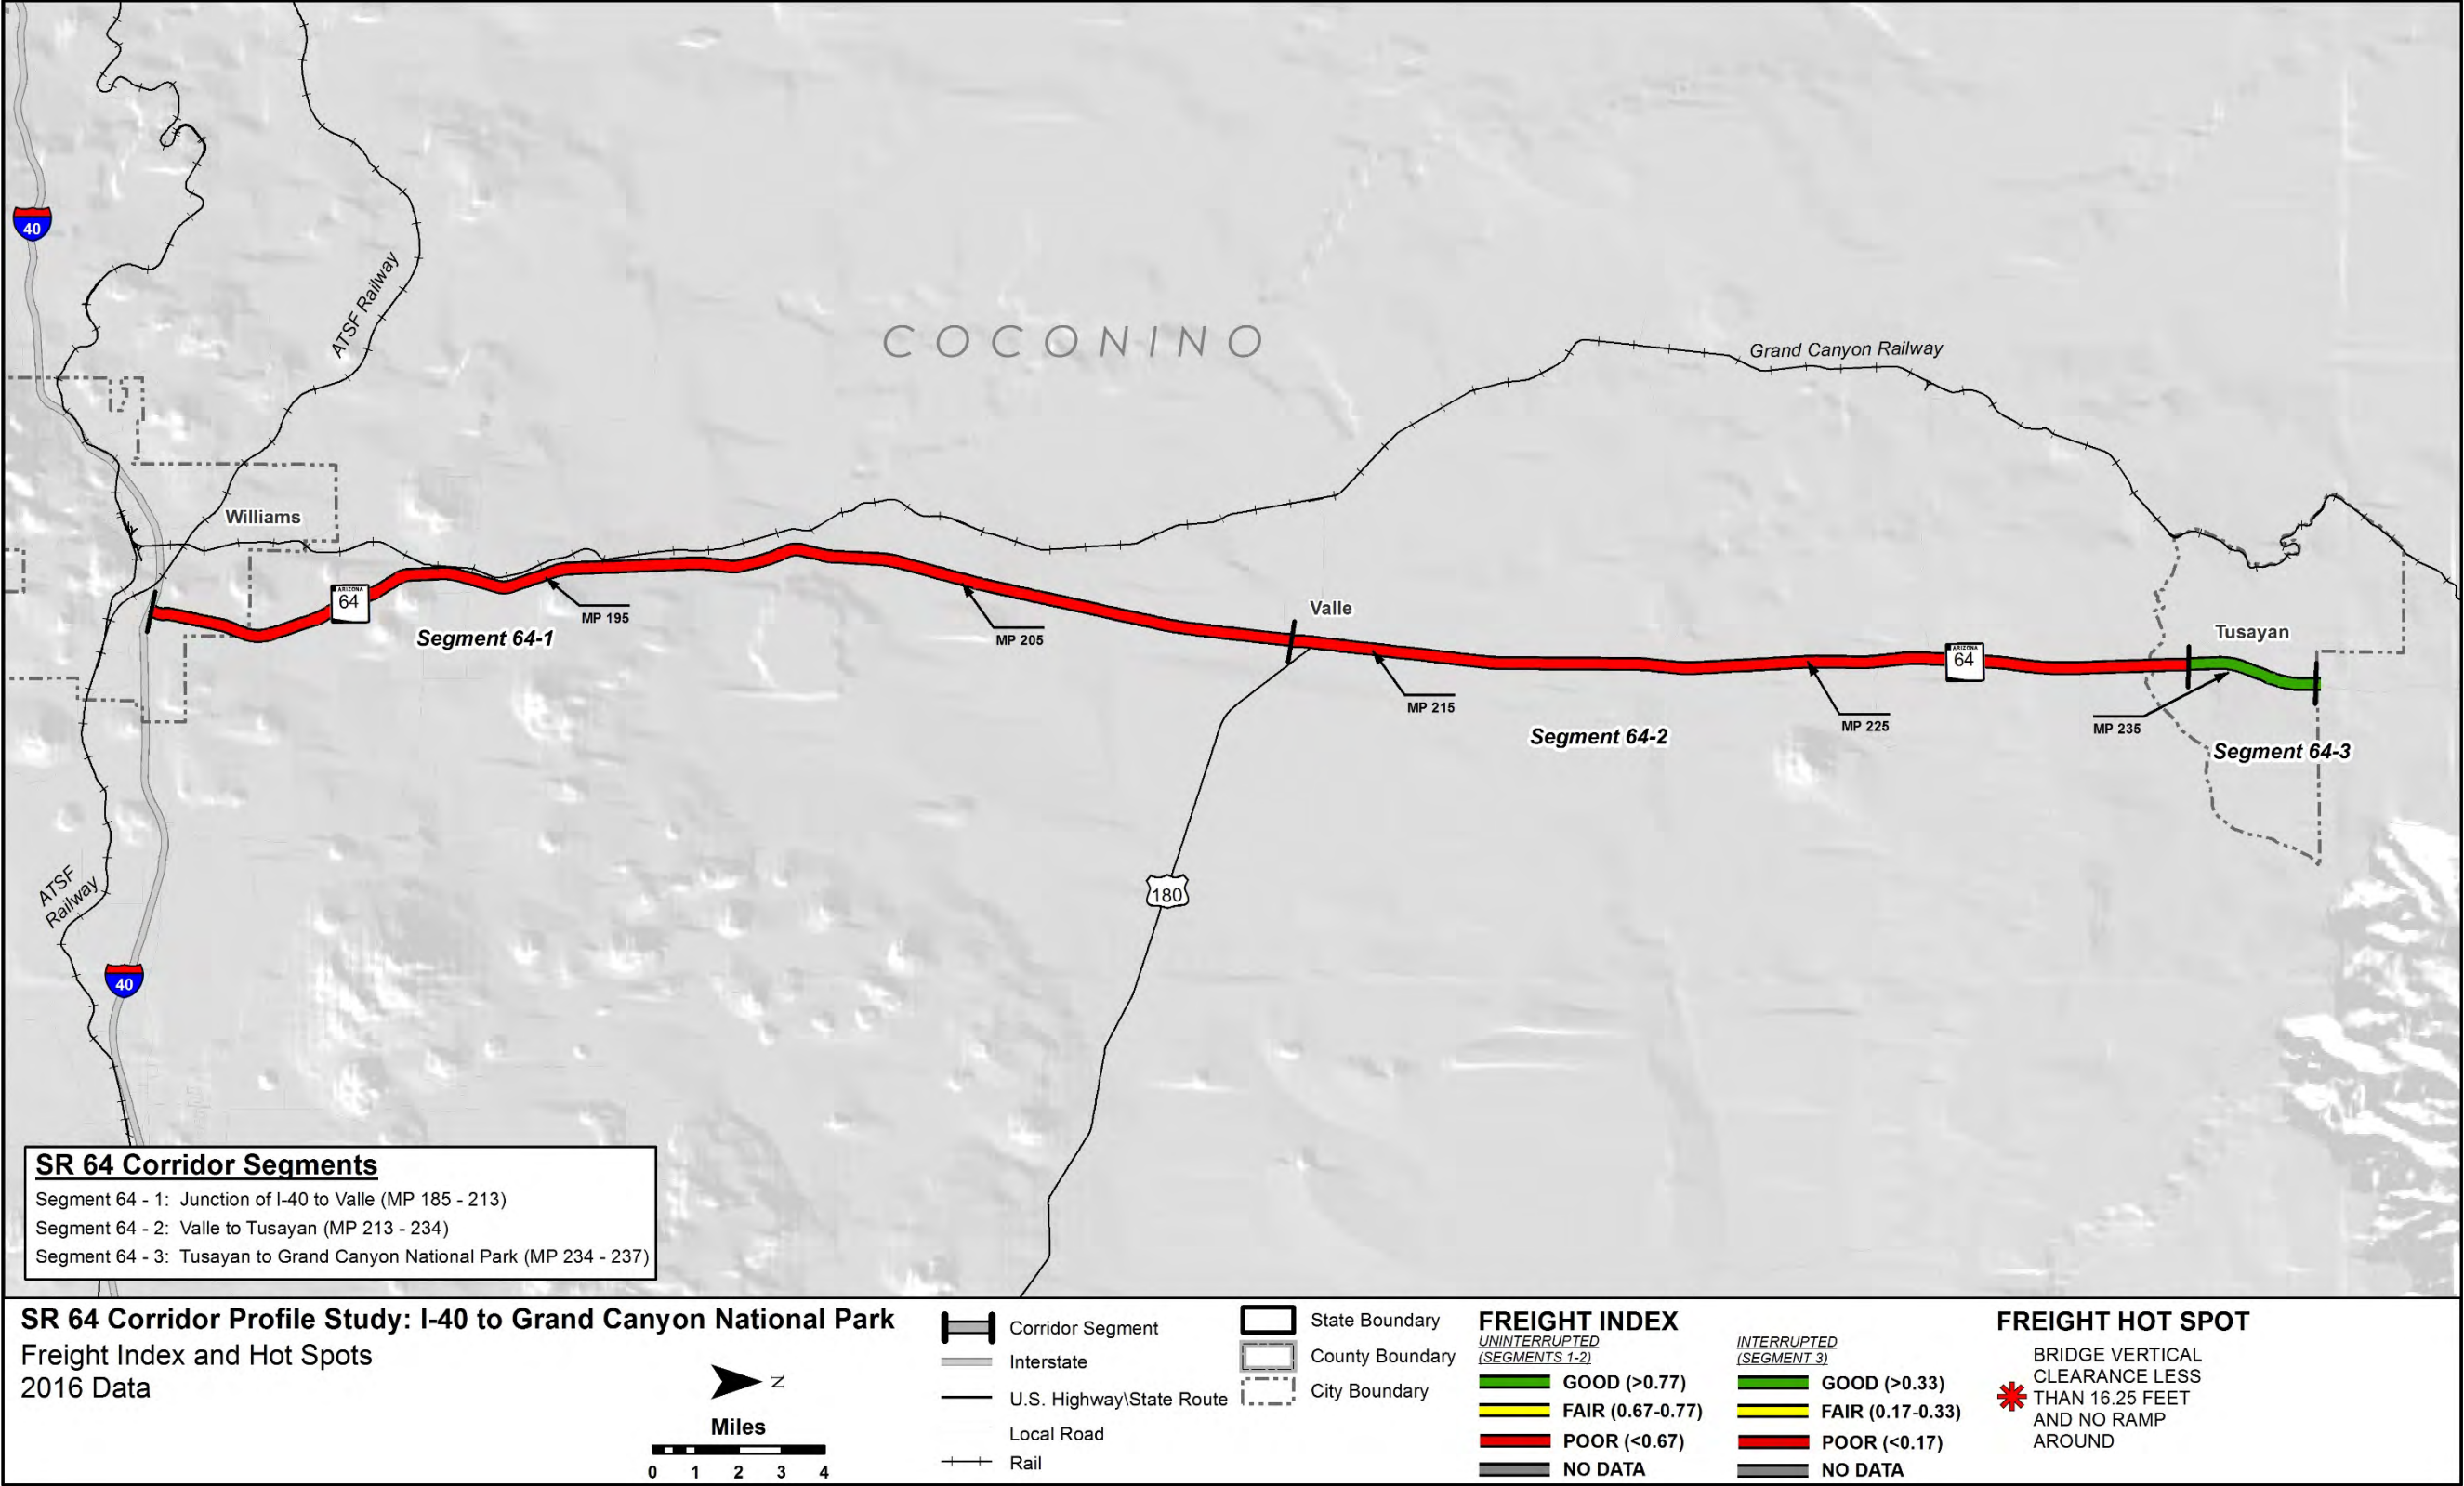 40
ATSF Railway
COCONINO
Grand Canyon Railway
Williams
ARIZONA
64
MP 195
Segment 64-1
MP 205
Valle
MP 215
Segment 64-2
MP 225
ARIZONA
64
Tusayan
MP 235
Segment 64-3
ATSF
Railway
180
40
SR 64 Corridor Segments
Segment 64 - 1: Junction of I-40 to Valle (MP 185 - 213)
Segment 64 - 2: Valle to Tusayan (MP 213 - 234)
Segment 64 - 3: Tusayan to Grand Canyon National Park (MP 234 - 237)
SR 64 Corridor Profile Study: I-40 to Grand Canyon National Park
Freight Index and Hot Spots
2016 Data
N
Miles
0 1 2 3 4
Corridor Segment
Interstate
U.S. Highway\State Route
Local Road
Rail
State Boundary
County Boundary
City Boundary
FREIGHT INDEX
UNINTERRUPTED
(SEGMENTS 1-2)
GOOD (>0.77)
FAIR (0.67-0.77)
POOR (<0.67)
NO DATA
INTERRUPTED
(SEGMENT 3)
GOOD (>0.33)
FAIR (0.17-0.33)
POOR (<0.17)
NO DATA
FREIGHT HOT SPOT
BRIDGE VERTICAL
CLEARANCE LESS
THAN 16.25 FEET
AND NO RAMP
AROUND